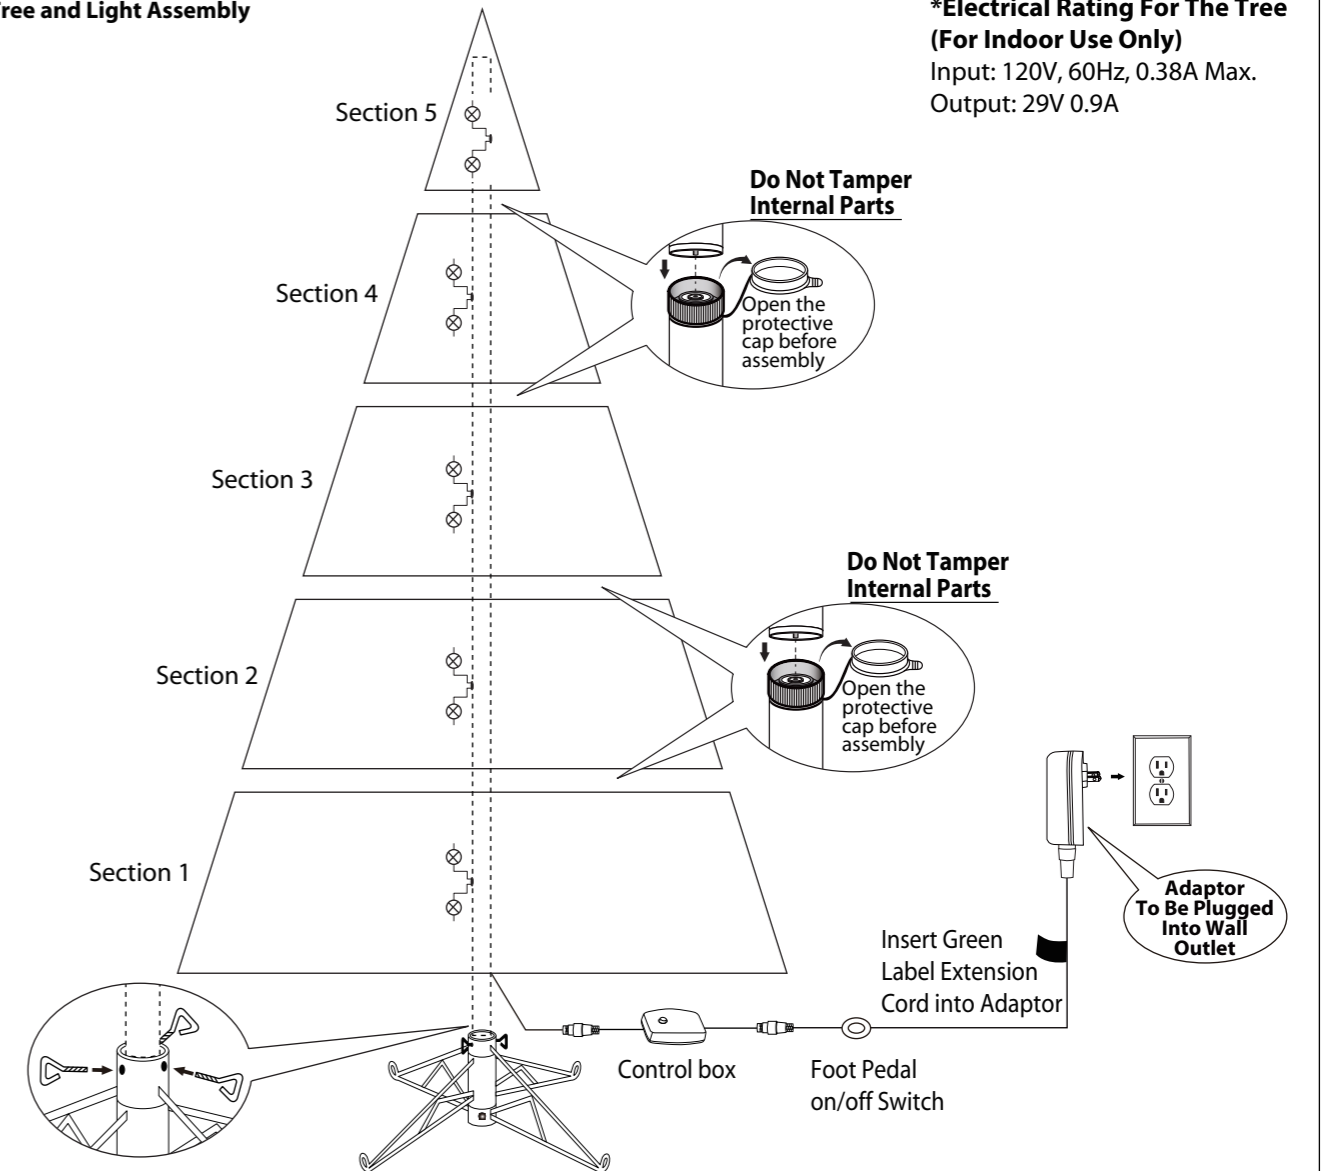 Tree and Light Assembly
*Electrical Rating For The Tree
(For Indoor Use Only)
Input: 120V, 60Hz, 0.38A Max.
Output: 29V 0.9A
Section 5
Do Not Tamper
Internal Parts
Section 4
Open the
protective
cap before
assembly
Section 3
Do Not Tamper
Internal Parts
Section 2
Open the
protective
cap before
assembly
Section 1
Adaptor
To Be Plugged
Into Wall
Outlet
Insert Green
Label Extension
Cord into Adaptor
Control box
Foot Pedal
on/off Switch